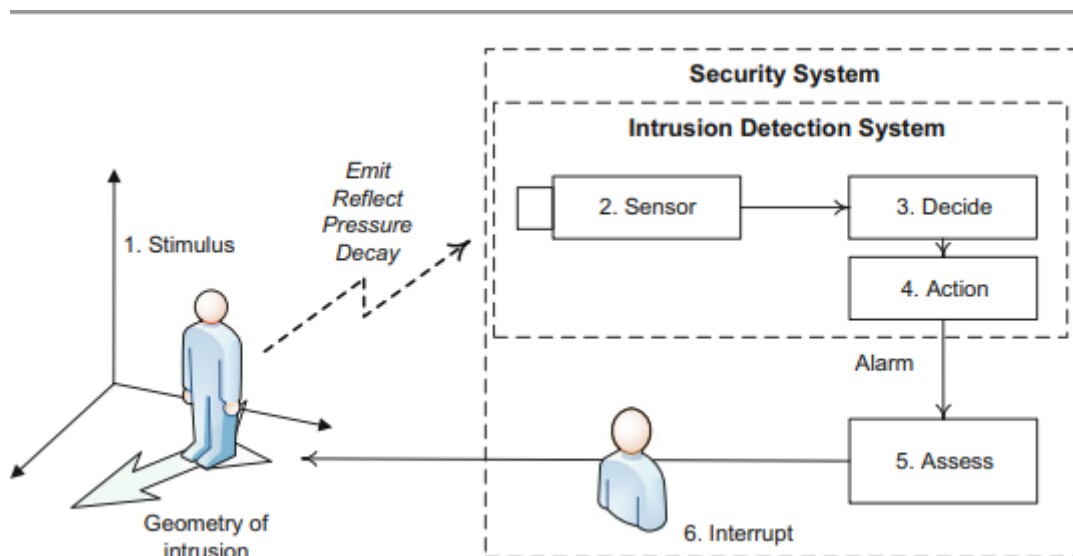 Security System
Intrusion Detection System
Emit
Reflect
Pressure
Decay
1. Stimulus
2. Sensor
3. Decide
4. Action
Alarm
5. Assess
6. Interrupt
Geometry of
intrusion